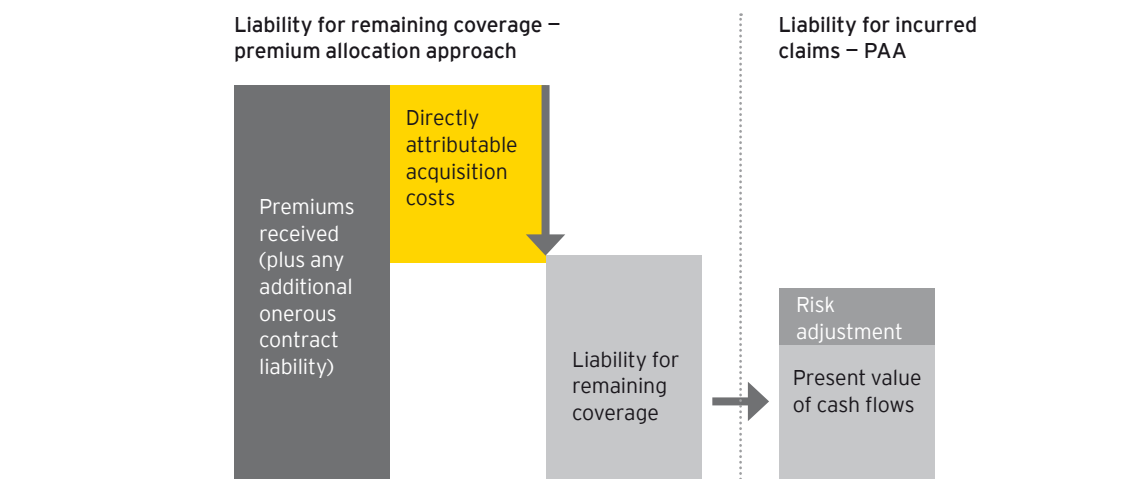 Liability for remaining coverage –
premium allocation approach
Liability for incurred
claims – PAA
Premiums
received
(plus any
additional
onerous
contract
liability)
Directly
attributable
acquisition
costs
Liability for
remaining
coverage
Risk
adjustment
Present value
of cash flows